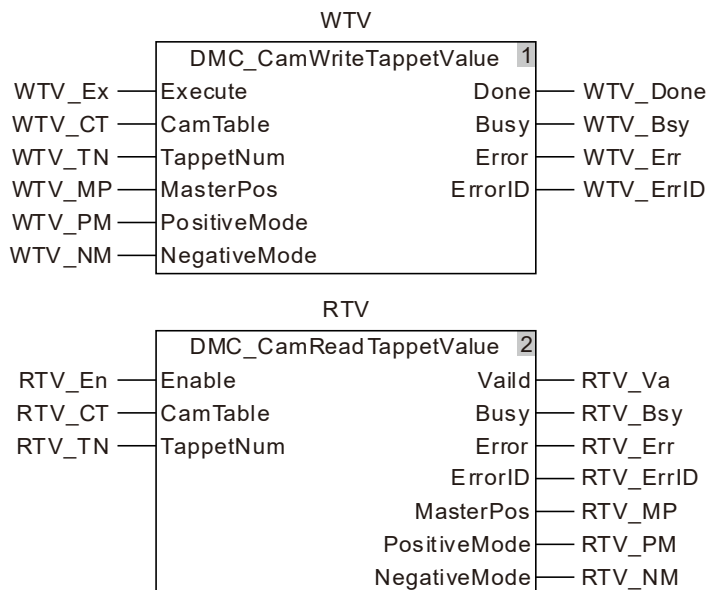 WTV
DMC_CamWriteTappetValue 1
WTV_Ex Execute Done WTV_Done
WTV_CT CamTable Busy WTV_Bsy
WTV_TN TappetNum Error WTV_Err
WTV_MP MasterPos ErrorID WTV_ErrID
WTV_PM PositiveMode
WTV_NM NegativeMode
RTV
DMC_CamRead TappetValue 2
RTV_En Enable Vaild RTV_Va
RTV_CT CamTable Busy RTV_Bsy
RTV_TN TappetNum Error RTV_Err
ErrorID RTV_ErrID
MasterPos RTV_MP
PositiveMode RTV_PM
NegativeMode RTV_NM